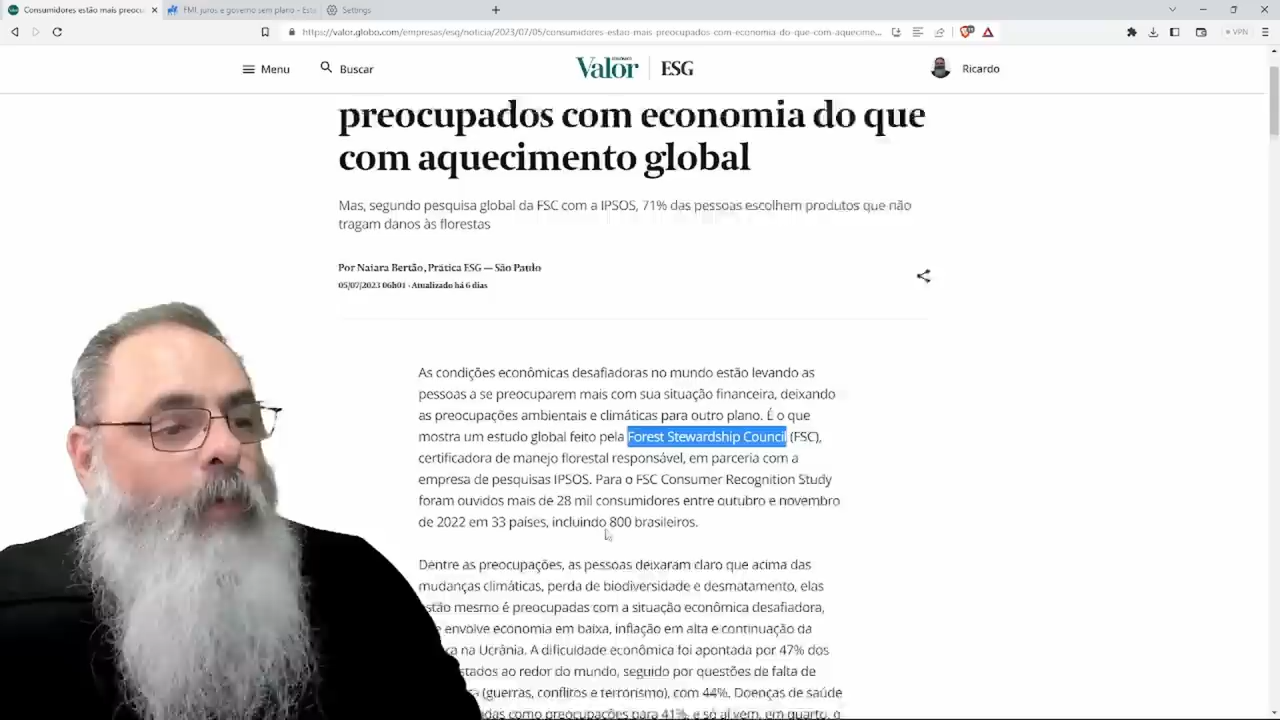 Consumidores estão mais preocu
FMI, juros e governo sem plano - Esta
Settings
https://valor.globo.com/empresas/esg/noticia/2023/07/05/consumidores-estao-mais-preocupados-com-economia-do-que-com-aquecime...
VPN
Menu
Buscar
Valor
ESG
Ricardo
preocupados com economia do que
com aquecimento global
Mas, segundo pesquisa global da FSC com a IPSOS, 71% das pessoas escolhem produtos que não
tragam danos às florestas
Por Naiara Bertão, Prática ESG — São Paulo
05/07/2023 06h01 · Atualizado há 6 dias
As condições econômicas desafiadoras no mundo estão levando as
pessoas a se preocuparem mais com sua situação financeira, deixando
as preocupações ambientais e climáticas para outro plano. É o que
mostra um estudo global feito pela Forest Stewardship Council (FSC),
certificadora de manejo florestal responsável, em parceria com a
empresa de pesquisas IPSOS. Para o FSC Consumer Recognition Study
foram ouvidos mais de 28 mil consumidores entre outubro e novembro
de 2022 em 33 países, incluindo 800 brasileiros.
Dentre as preocupações, as pessoas deixaram claro que acima das
mudanças climáticas, perda de biodiversidade e desmatamento, elas
estão mesmo é preocupadas com a situação econômica desafiadora,
envolve economia em baixa, inflação em alta e continuação da
na Ucrânia. A dificuldade econômica foi apontada por 47% dos
ao redor do mundo, seguido por questões de falta de
(guerras, conflitos e terrorismo), com 44%. Doenças de saúde
como preocupações para 41%, e só aí vem, em quarto, o